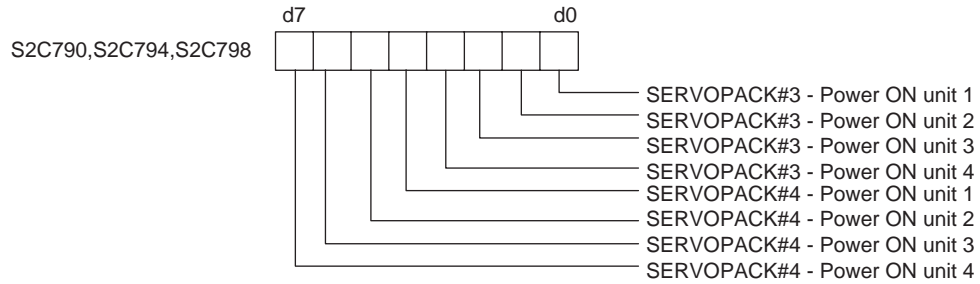 d7 d0
S2C790,S2C794,S2C798
SERVOPACK#3 - Power ON unit 1
SERVOPACK#3 - Power ON unit 2
SERVOPACK#3 - Power ON unit 3
SERVOPACK#3 - Power ON unit 4
SERVOPACK#4 - Power ON unit 1
SERVOPACK#4 - Power ON unit 2
SERVOPACK#4 - Power ON unit 3
SERVOPACK#4 - Power ON unit 4